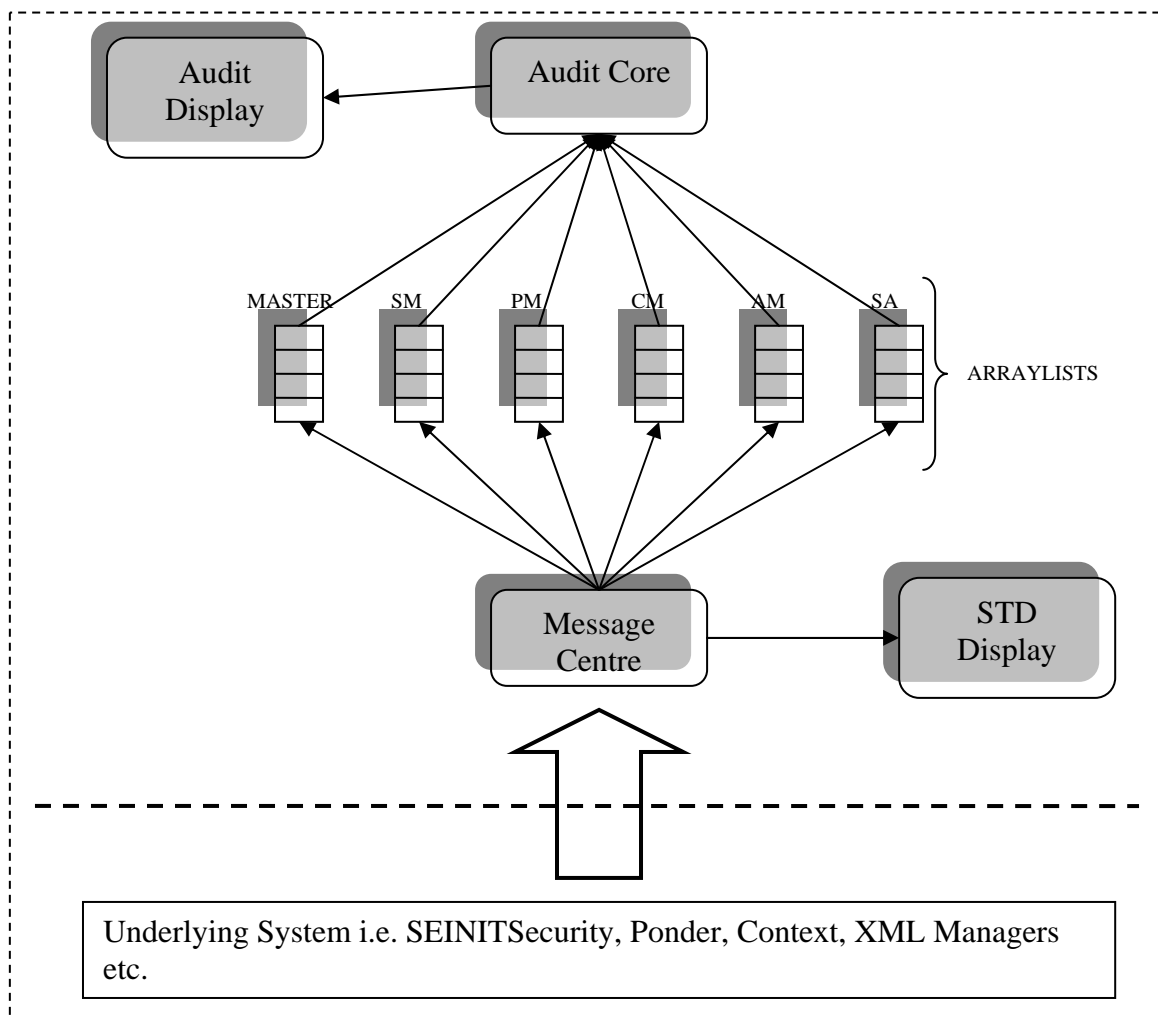 Audit
Display
Audit Core
MASTER
SM
PM
CM
AM
SA
ARRAYLISTS
Message
Centre
STD
Display
Underlying System i.e. SEINITSecurity, Ponder, Context, XML Managers
etc.